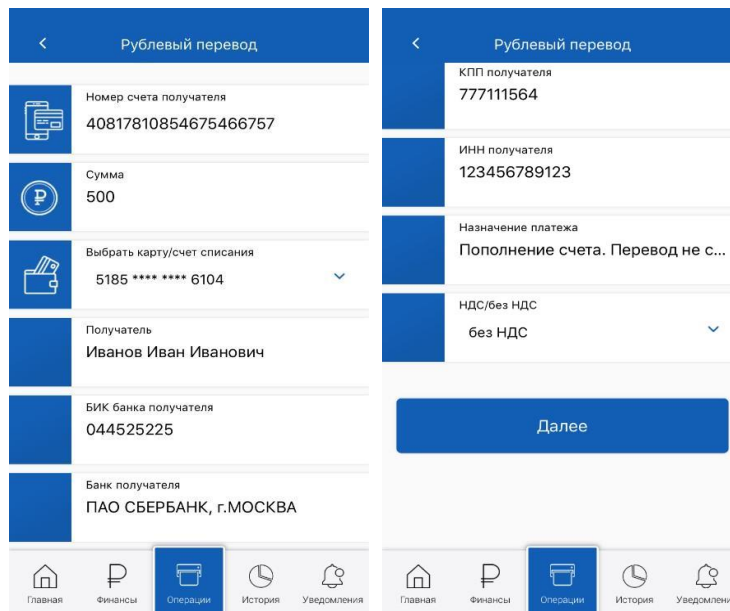 Рублевый перевод
Номер счета получателя
40817810854675466757
Сумма
500
Выбрать карту/счет списания
5185 **** **** 6104
Получатель
Иванов Иван Иванович
БИК банка получателя
044525225
Банк получателя
ПАО СБЕРБАНК, г.МОСКВА
Главная Финансы Операции История Уведомления
Рублевый перевод
КПП получателя
777111564
ИНН получателя
123456789123
Назначение платежа
Пополнение счета. Перевод не с...
НДС/без НДС
без НДС
Далее
Главная Финансы Операции История Уведомлени